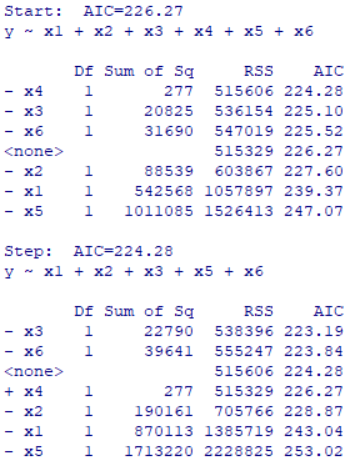 Start:  AIC=226.27
y ~ x1 + x2 + x3 + x4 + x5 + x6
       Df Sum of Sq     RSS    AIC
- x4    1       277  515606 224.28
- x3    1     20825  536154 225.10
- x6    1     31690  547019 225.52
<none>               515329 226.27
- x2    1     88539  603867 227.60
- x1    1    542568 1057897 239.37
- x5    1   1011085 1526413 247.07
Step:  AIC=224.28
y ~ x1 + x2 + x3 + x5 + x6
       Df Sum of Sq     RSS    AIC
- x3    1     22790  538396 223.19
- x6    1     39641  555247 223.84
<none>               515606 224.28
+ x4    1       277  515329 226.27
- x2    1    190161  705766 228.87
- x1    1    870113 1385719 243.04
- x5    1   1713220 2228825 253.02